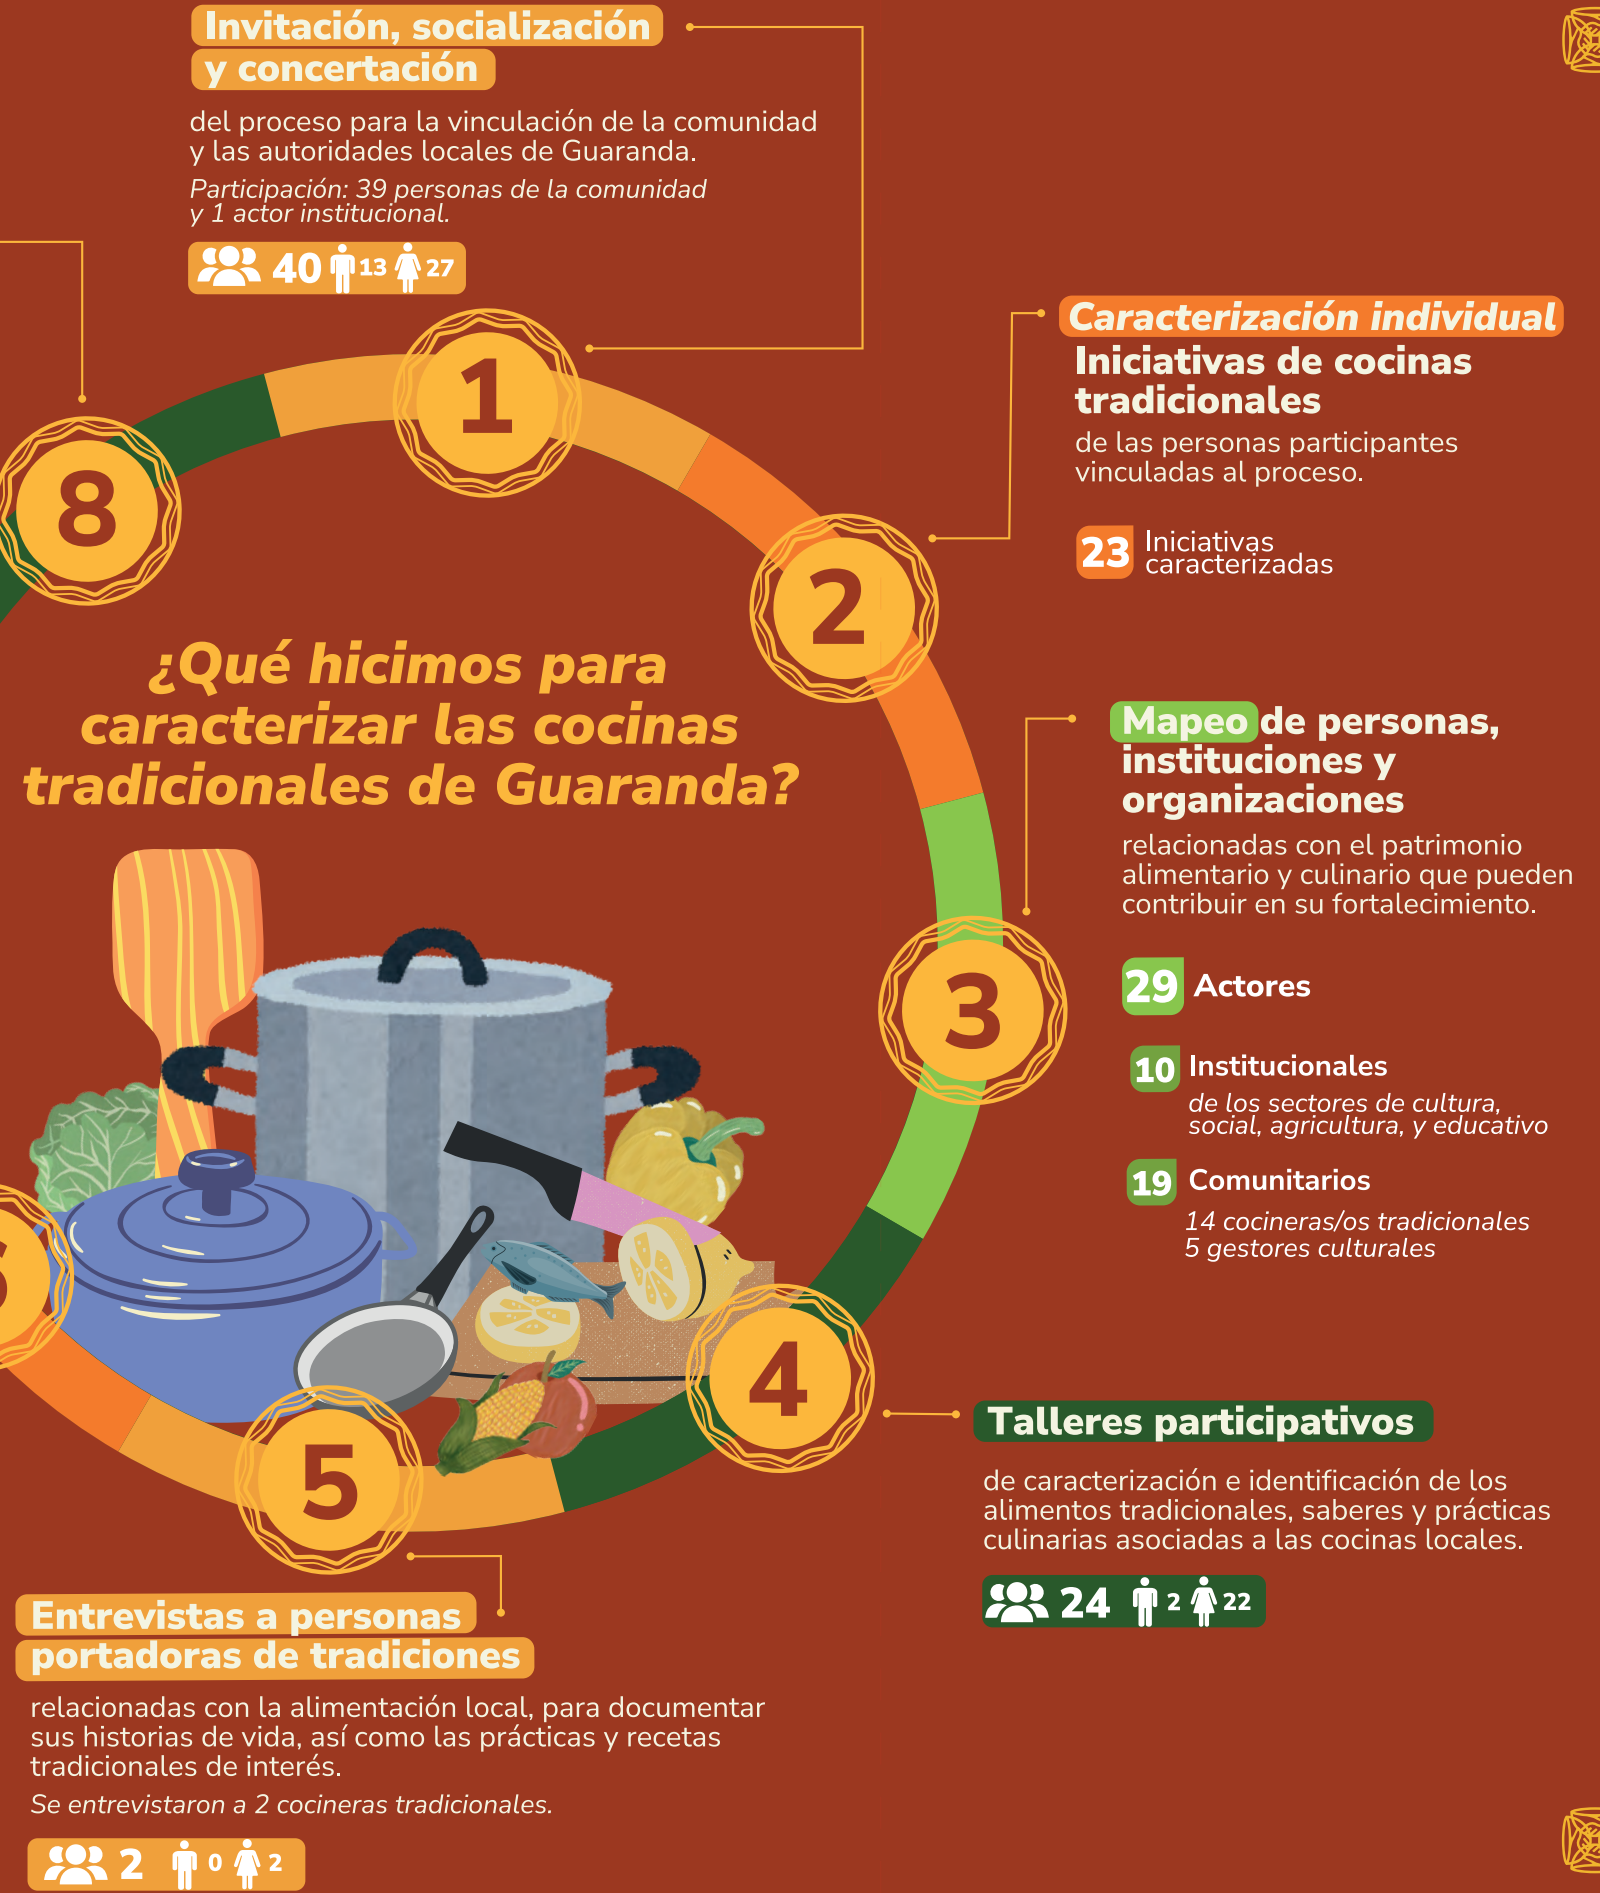 Invitación, socialización
y concertación
del proceso para la vinculación de la comunidad
y las autoridades locales de Guaranda.
Participación: 39 personas de la comunidad
y 1 actor institucional.
40 13 27
1
Caracterización individual
Iniciativas de cocinas
tradicionales
de las personas participantes
vinculadas al proceso.
23 Iniciativas
caracterizadas
2
8
¿Qué hicimos para
caracterizar las cocinas
tradicionales de Guaranda?
Mapeo de personas,
instituciones y
organizaciones
relacionadas con el patrimonio
alimentario y culinario que pueden
contribuir en su fortalecimiento.
29 Actores
10 Institucionales
de los sectores de cultura,
social, agricultura, y educativo
19 Comunitarios
14 cocineras/os tradicionales
5 gestores culturales
3
4
Talleres participativos
de caracterización e identificación de los
alimentos tradicionales, saberes y prácticas
culinarias asociadas a las cocinas locales.
24 2 22
5
Entrevistas a personas
portadoras de tradiciones
relacionadas con la alimentación local, para documentar
sus historias de vida, así como las prácticas y recetas
tradicionales de interés.
Se entrevistaron a 2 cocineras tradicionales.
2 0 2